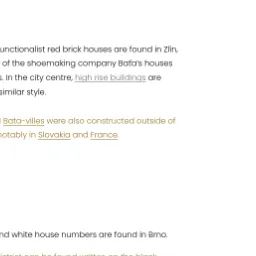 unctionalist red brick houses are found in Zlín,
of the shoemaking company Baťa's houses
. In the city centre, high rise buildings are
similar style.
Bata-villes were also constructed outside of
notably in Slovakia and France.
nd white house numbers are found in Brno.